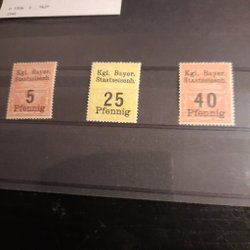 Kgl. Bayer.
Staatseisenb.
5
Pfennig
Kgl. Bayer.
Staatseisenb.
25
Pfennig
Kgl. Bayer.
Staatseisenb.
40
Pfennig